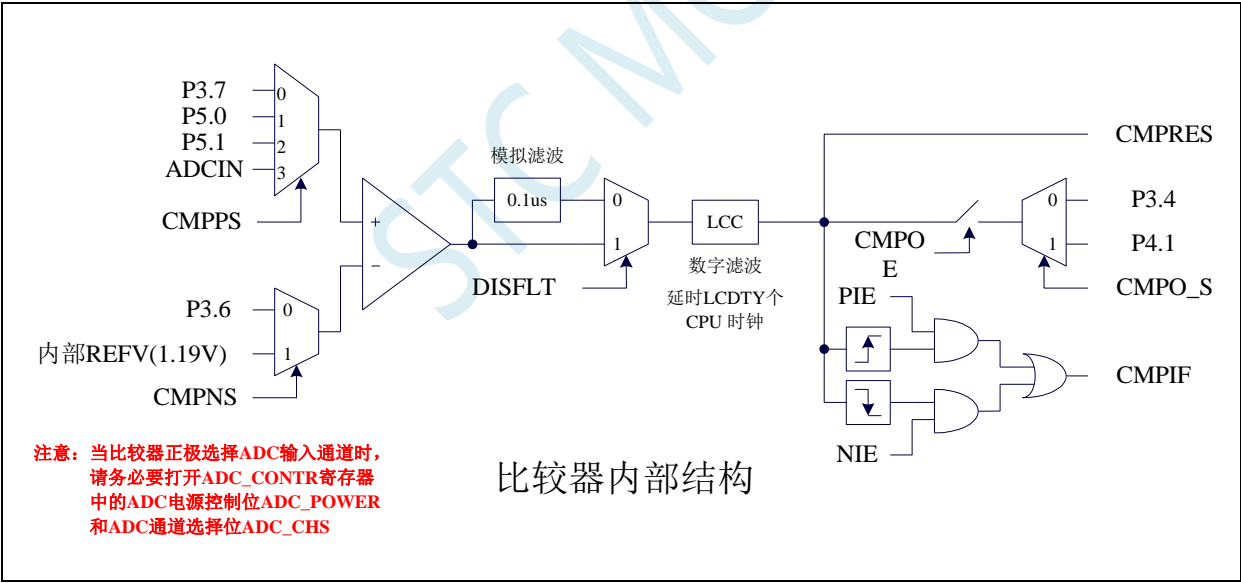 STC MC
P3.7
0
P5.0
1
P5.1
2
ADCIN
3
CMPPS
+
−
模拟滤波
0.1us
0
1
DISFLT
LCC
数字滤波
延时LCDTY个
CPU 时钟
CMPRES
CMPO
E
0
P3.4
1
P4.1
CMPO_S
PIE
NIE
CMPIF
P3.6
0
内部REFV(1.19V)
1
CMPNS
注意：当比较器正极选择ADC输入通道时，
请务必要打开ADC_CONTR寄存器
中的ADC电源控制位ADC_POWER
和ADC通道选择位ADC_CHS
比较器内部结构